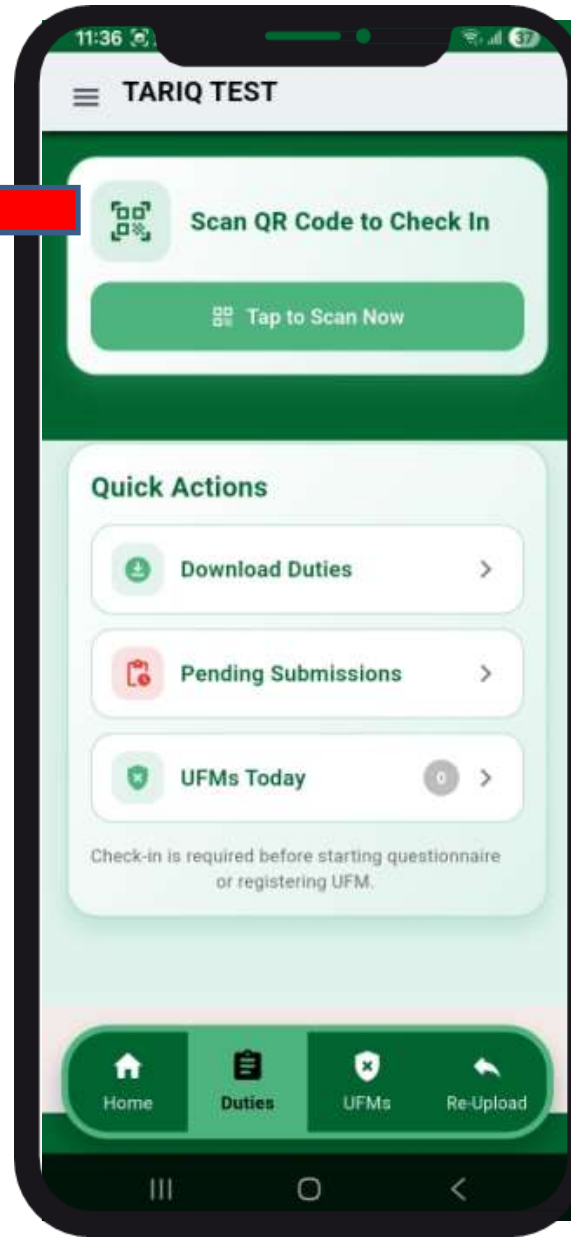 11:36
37
TARIQ TEST
Scan QR Code to Check In
Tap to Scan Now
Quick Actions
Download Duties
Pending Submissions
UFMs Today
0
Check-in is required before starting questionnaire
or registering UFM.
Home Duties UFMs Re-Upload